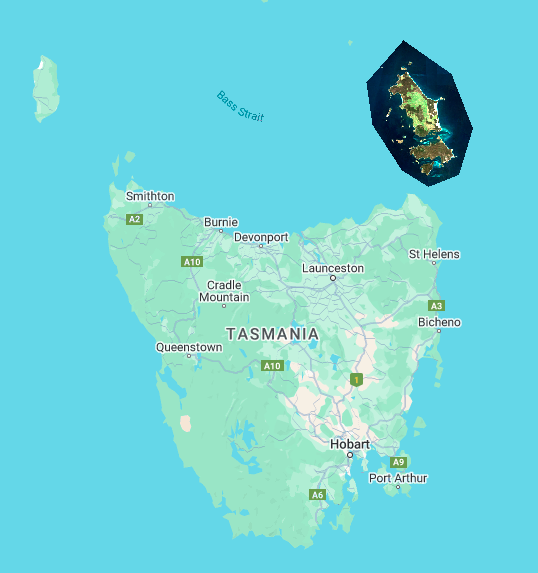 Bass Strait
Smithton
A2
Burnie
Devonport
A10
St Helens
Launceston
Cradle
Mountain
A3
Bicheno
TASMANIA
Queenstown
A10
1
Hobart
A9
Port Arthur
A6